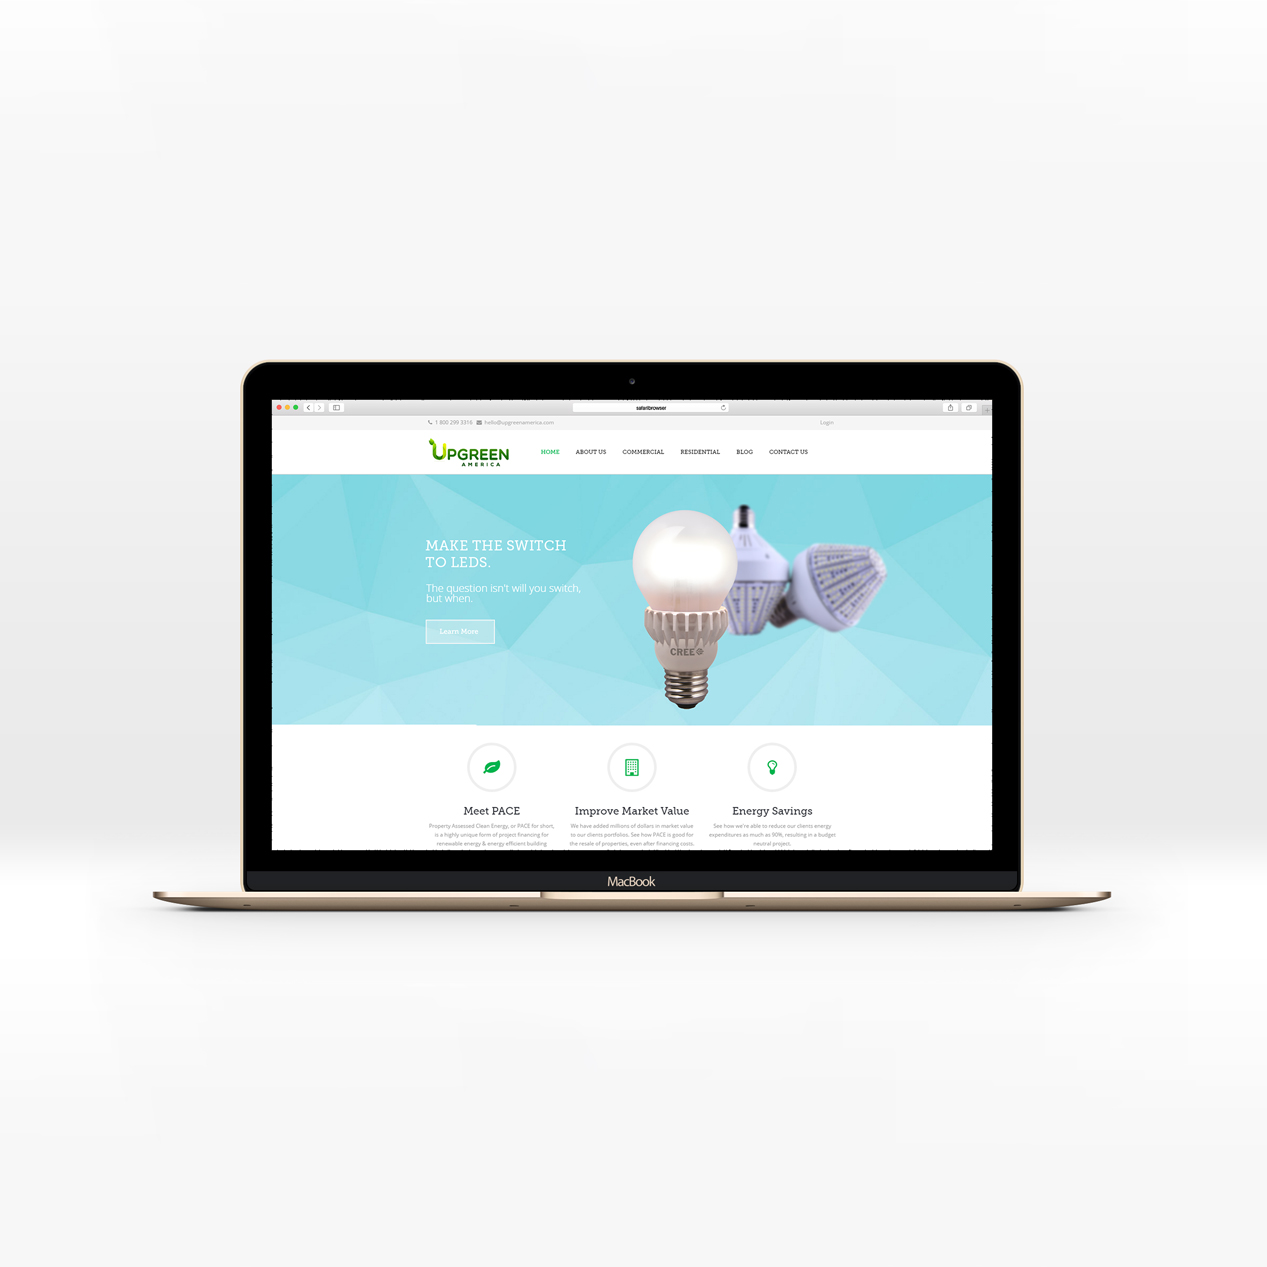 safaribrowser
1 800 299 3316 hello@upgreenamerica.com Login
UPGREEN
AMERICA
HOME ABOUT US COMMERCIAL RESIDENTIAL BLOG CONTACT US
MAKE THE SWITCH
TO LEDS.
The question isn't will you switch,
but when.
Learn More
CREE
Meet PACE
Property Assessed Clean Energy, or PACE for short,
is a highly unique form of project financing for
renewable energy & energy efficient building
Improve Market Value
We have added millions of dollars in market value
to our clients portfolios. See how PACE is good for
the resale of properties, even after financing costs.
Energy Savings
See how we're able to reduce our clients energy
expenditures as much as 90%, resulting in a budget
neutral project.
MacBook